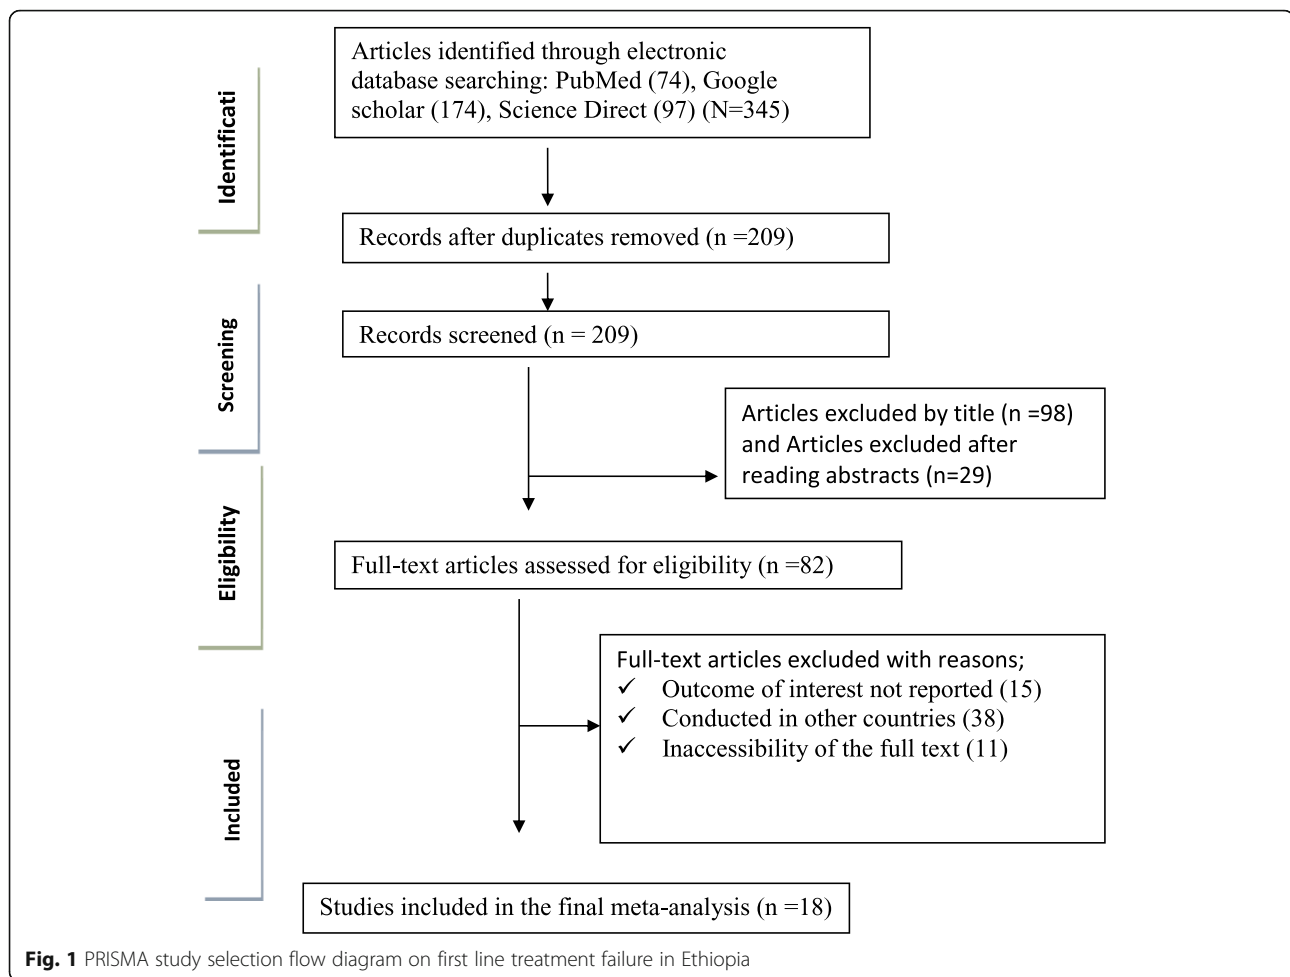 Articles identified through electronic
database searching: PubMed (74), Google
scholar (174), Science Direct (97) (N=345)
Identificati
Records after duplicates removed (n =209)
Screening
Records screened (n = 209)
Articles excluded by title (n =98)
and Articles excluded after
reading abstracts (n=29)
Eligibility
Full-text articles assessed for eligibility (n =82)
Full-text articles excluded with reasons;
✓ Outcome of interest not reported (15)
✓ Conducted in other countries (38)
✓ Inaccessibility of the full text (11)
Included
Studies included in the final meta-analysis (n =18)
Fig. 1 PRISMA study selection flow diagram on first line treatment failure in Ethiopia